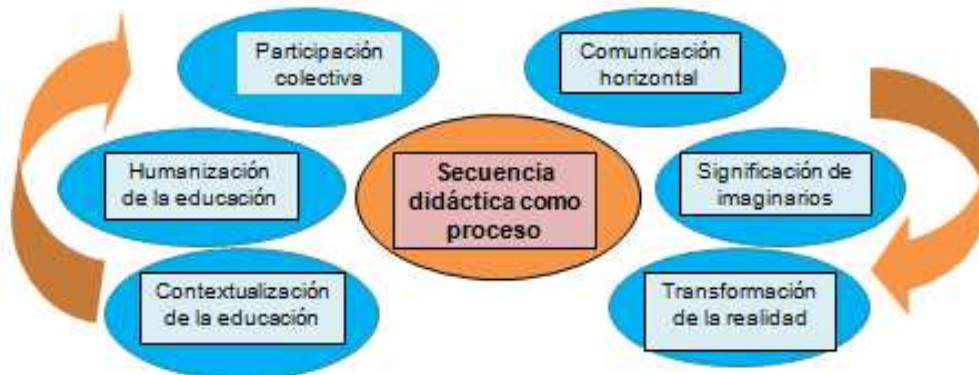 Participación
colectiva
Comunicación
horizontal
Humanización
de la educación
Secuencia
didáctica como
proceso
Significación de
imaginarios
Contextualización
de la educación
Transformación
de la realidad